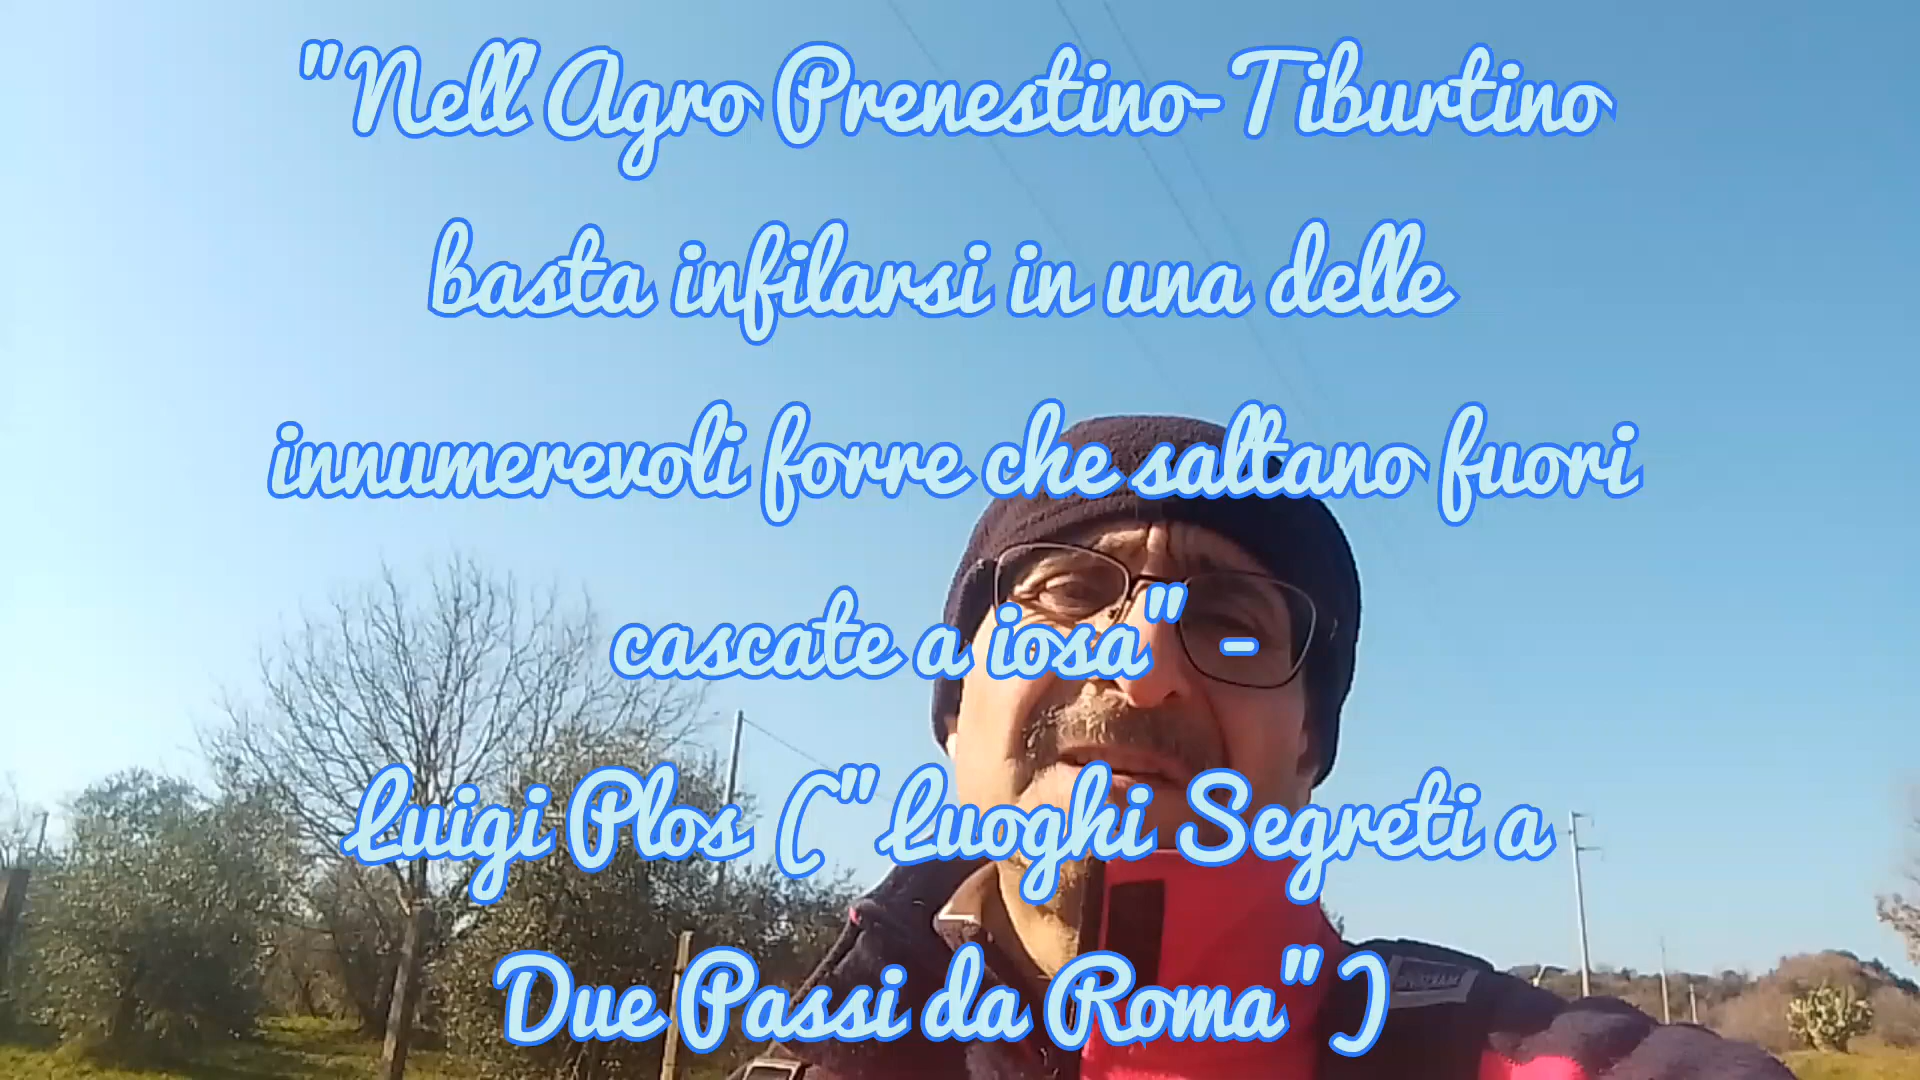 "Nell'Agro Prenestino-Tiburtino
basta infilarsi in una delle
innumerevoli forre che saltano fuori
cascate a iosa" -
Luigi Plos ("Luoghi Segreti a
Due Passi da Roma")